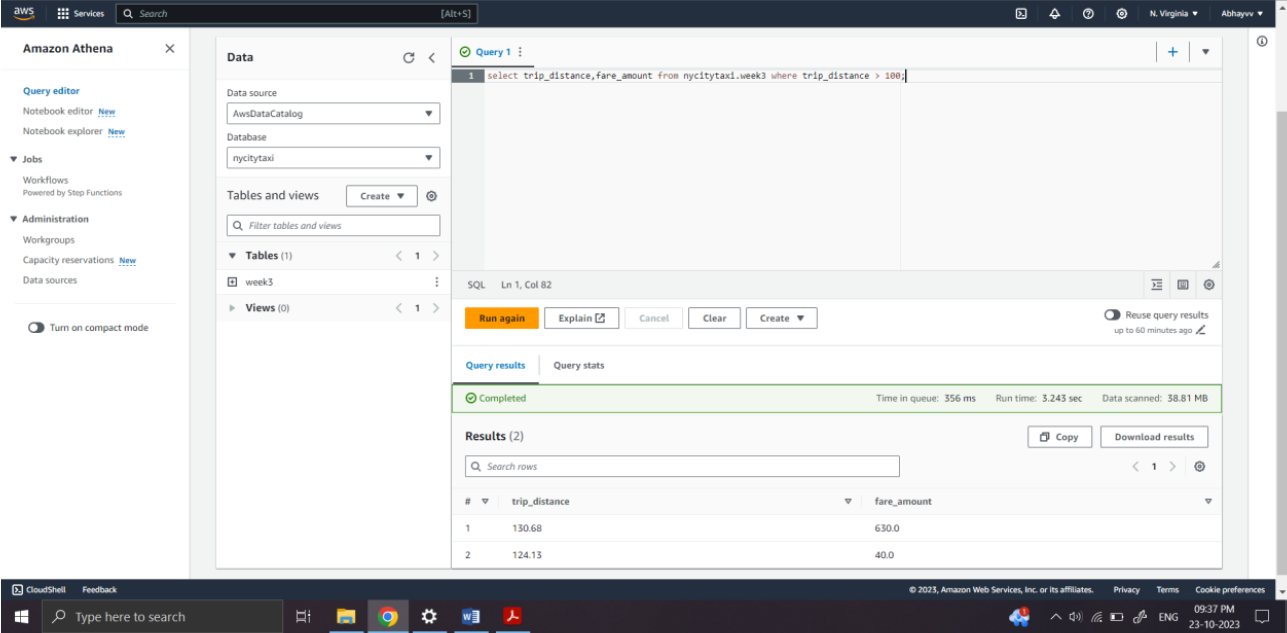 aws
Services
Search
[Alt+S]
N. Virginia
Abhayvv
Amazon Athena
Query editor
Notebook editor New
Notebook explorer New
Jobs
Workflows
Powered by Step Functions
Administration
Workgroups
Capacity reservations New
Data sources
Turn on compact mode
Data
Data source
AwsDataCatalog
Database
nycitytaxi
Tables and views
Create
Filter tables and views
Tables (1)
1
week3
Views (0)
1
Query 1
1 select trip_distance,fare_amount from nycitytaxi.week3 where trip_distance > 100;
SQL Ln 1, Col 82
Run again
Explain
Cancel
Clear
Create
Reuse query results
up to 60 minutes ago
Query results
Query stats
Completed
Time in queue: 356 ms
Run time: 3.243 sec
Data scanned: 38.81 MB
Results (2)
Copy
Download results
Search rows
1
# trip_distance fare_amount
1 130.68 630.0
2 124.13 40.0
CloudShell
Feedback
© 2023, Amazon Web Services, Inc. or its affiliates.
Privacy
Terms
Cookie preferences
Type here to search
ENG
09:37 PM
23-10-2023